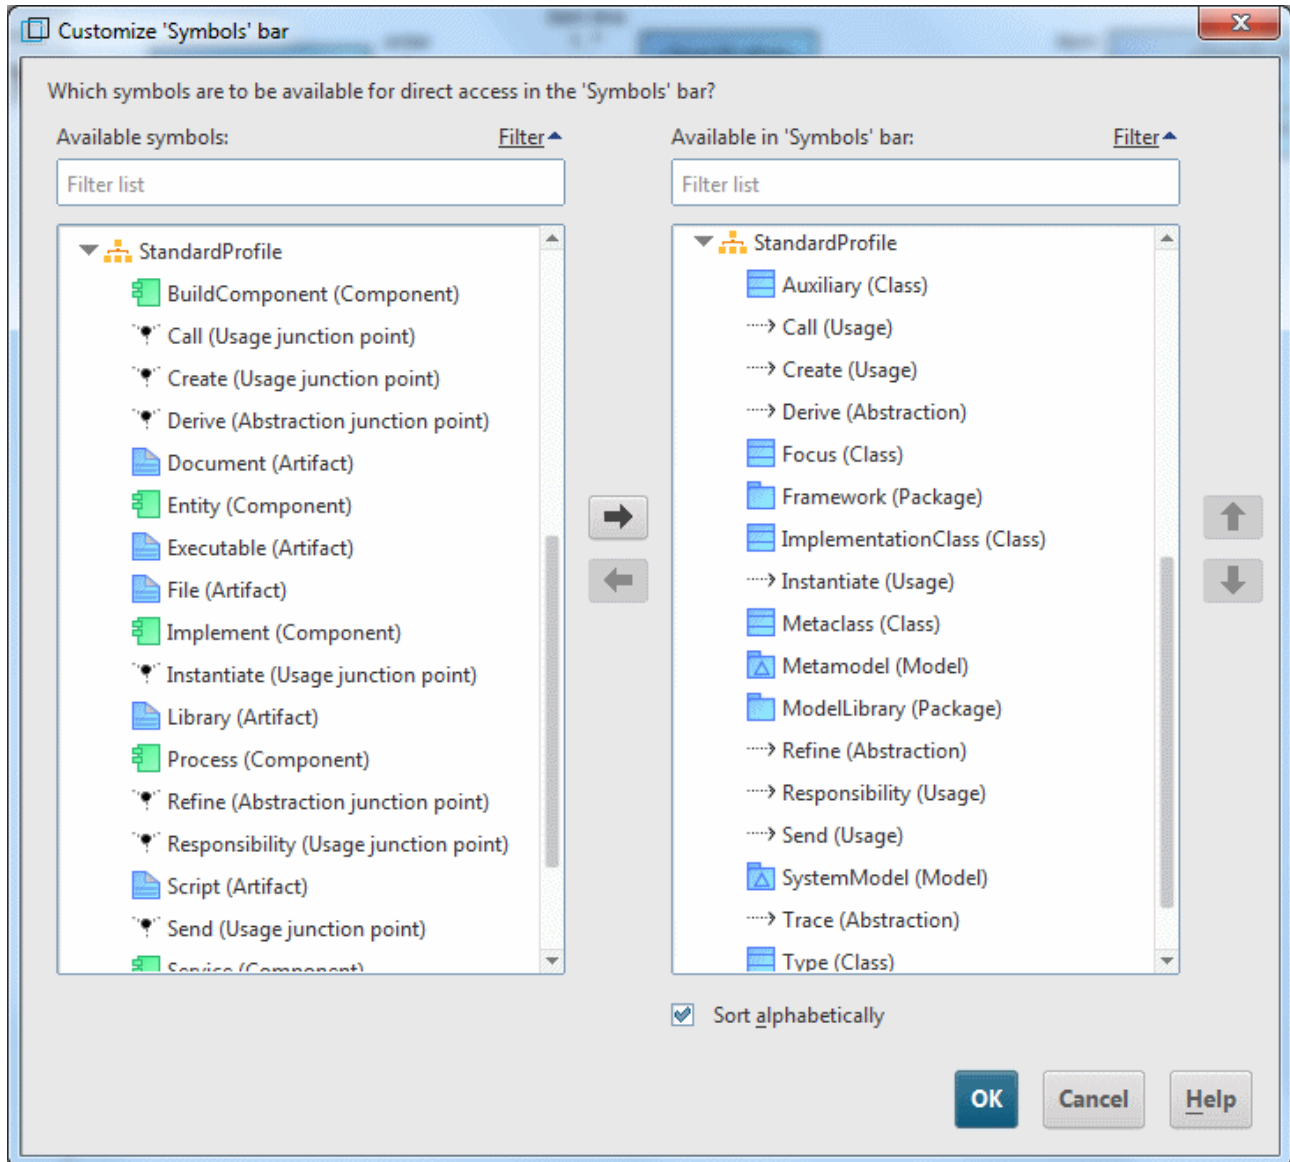 Customize 'Symbols' bar
Which symbols are to be available for direct access in the 'Symbols' bar?
Available symbols:
Filter
Filter list
StandardProfile
BuildComponent (Component)
Call (Usage junction point)
Create (Usage junction point)
Derive (Abstraction junction point)
Document (Artifact)
Entity (Component)
Executable (Artifact)
File (Artifact)
Implement (Component)
Instantiate (Usage junction point)
Library (Artifact)
Process (Component)
Refine (Abstraction junction point)
Responsibility (Usage junction point)
Script (Artifact)
Send (Usage junction point)
Service (Component)
Available in 'Symbols' bar:
Filter
Filter list
StandardProfile
Auxiliary (Class)
Call (Usage)
Create (Usage)
Derive (Abstraction)
Focus (Class)
Framework (Package)
ImplementationClass (Class)
Instantiate (Usage)
Metaclass (Class)
Metamodel (Model)
ModelLibrary (Package)
Refine (Abstraction)
Responsibility (Usage)
Send (Usage)
SystemModel (Model)
Trace (Abstraction)
Type (Class)
Sort alphabetically
OK
Cancel
Help